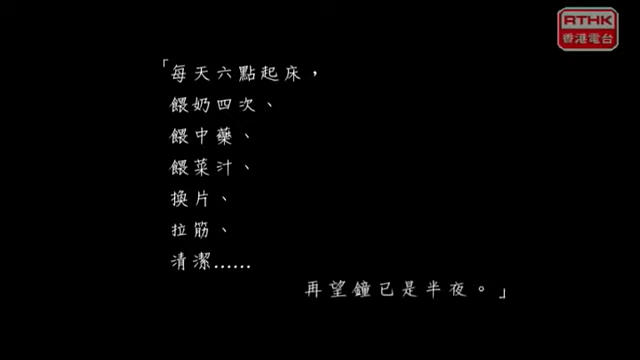 RTHK
香港電台
「每天六點起床，
餵奶四次、
餵中藥、
餵菜汁、
換片、
拉筋、
清潔……
再望鐘已是半夜。」